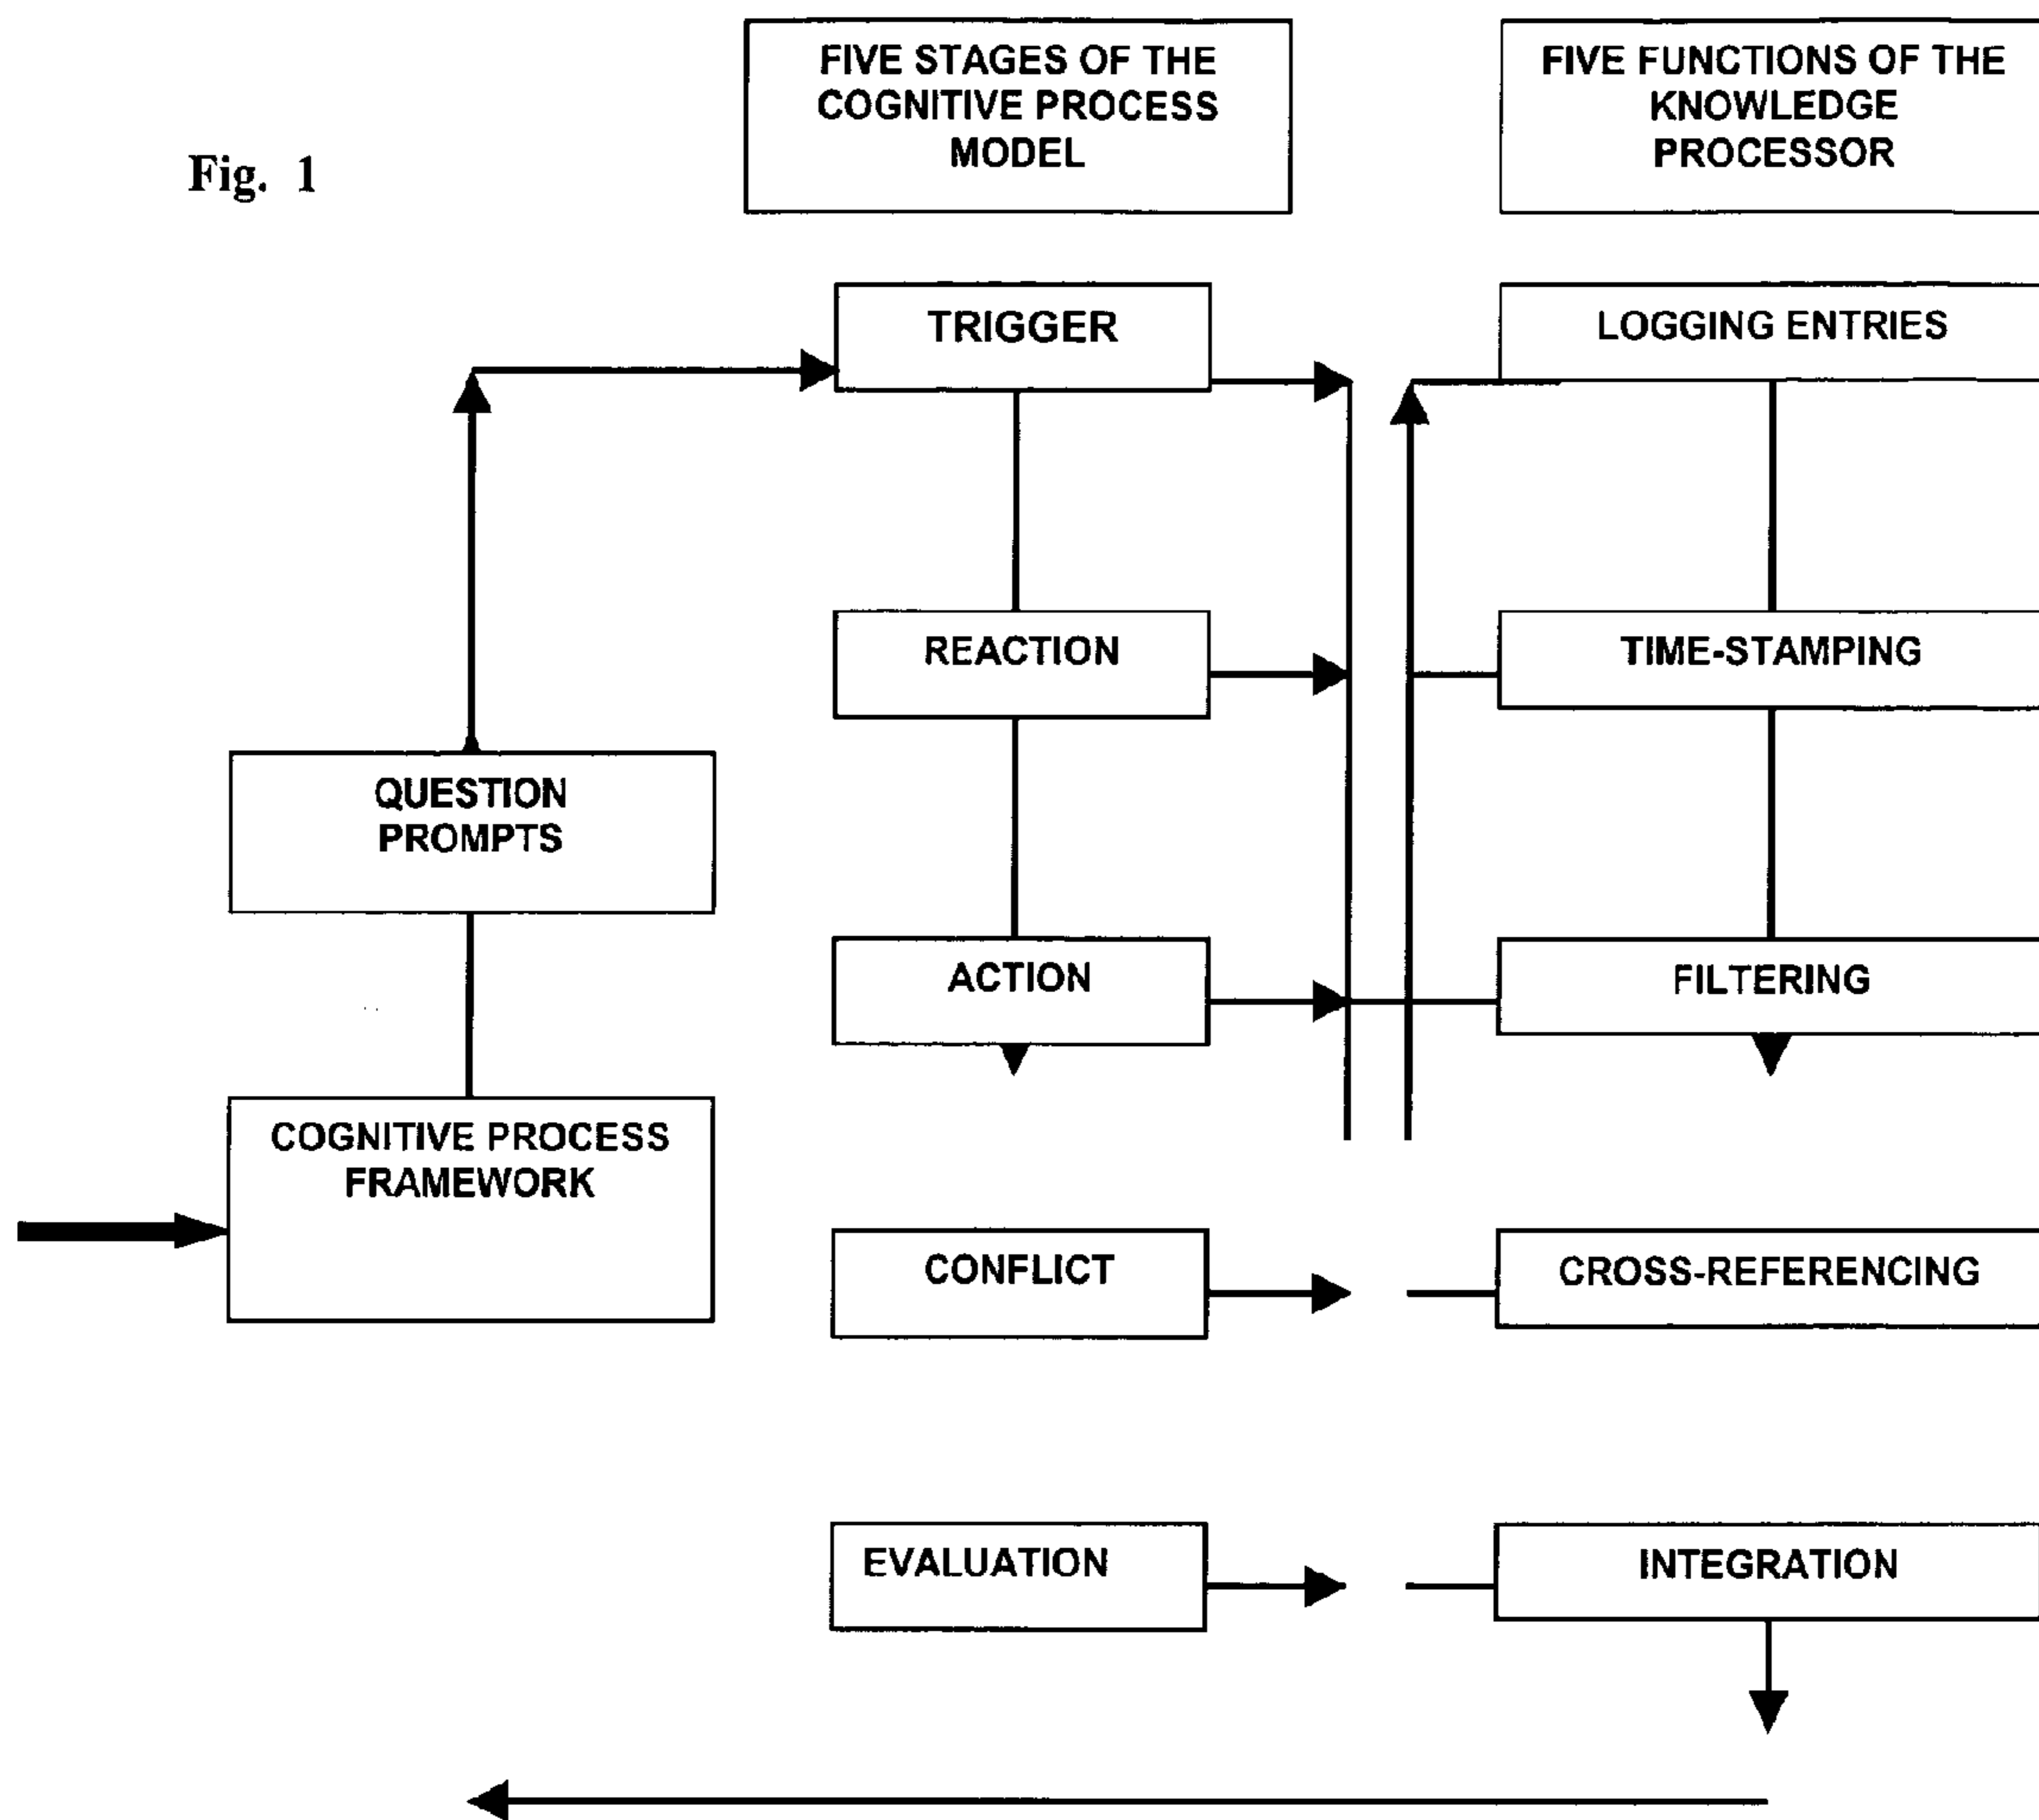 Fig. 1
FIVE STAGES OF THE
COGNITIVE PROCESS
MODEL
FIVE FUNCTIONS OF THE
KNOWLEDGE
PROCESSOR
TRIGGER
LOGGING ENTRIES
REACTION
TIME-STAMPING
QUESTION
PROMPTS
ACTION
FILTERING
COGNITIVE PROCESS
FRAMEWORK
CONFLICT
CROSS-REFERENCING
EVALUATION
INTEGRATION